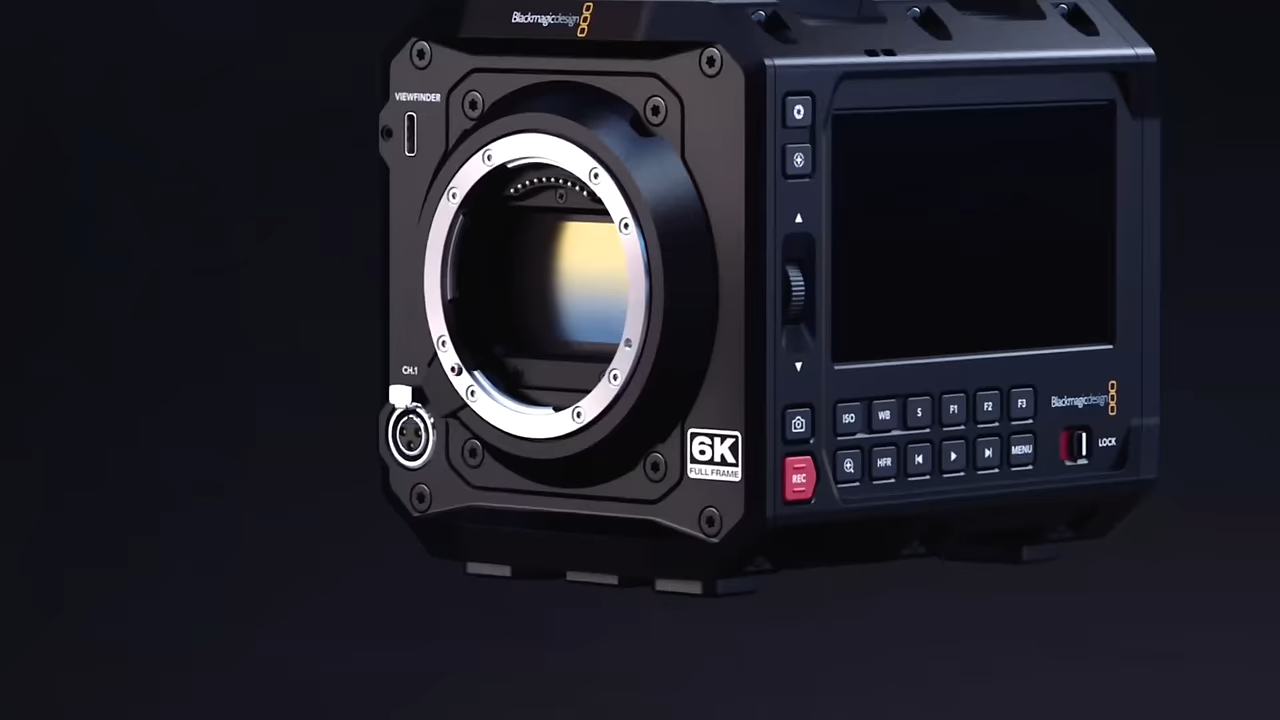 Blackmagicdesign
VIEWFINDER
CH.1
6K
FULL FRAME
ISO WB S F1 F2 F3
HFR MENU
REC
Blackmagicdesign
LOCK